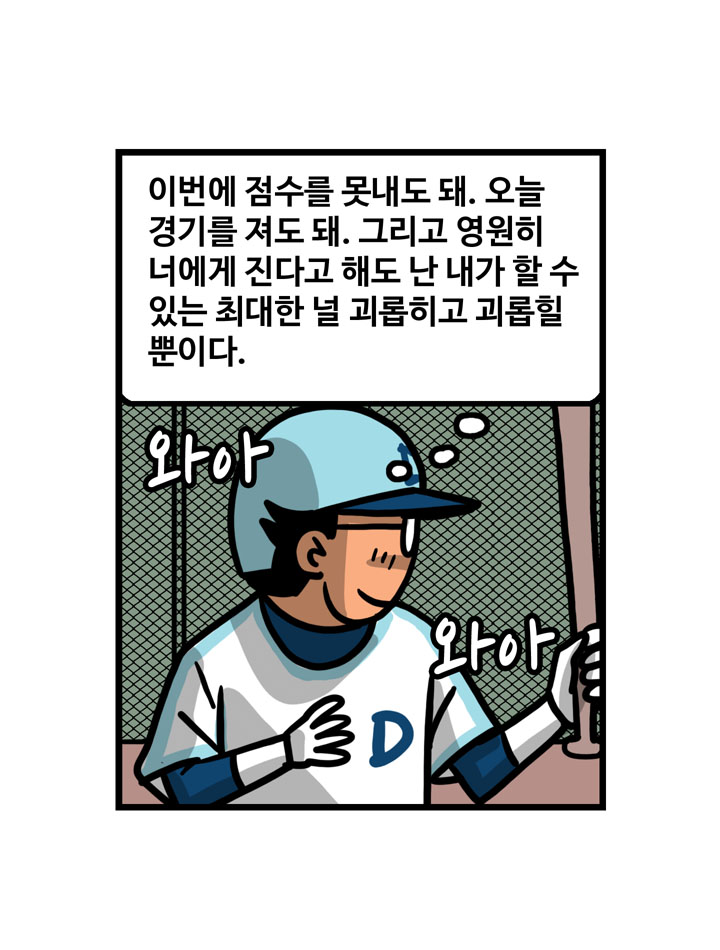 이번에 점수를 못내도 돼. 오늘
경기를 져도 돼. 그리고 영원히
너에게 진다고 해도 난 내가 할 수
있는 최대한 널 괴롭히고 괴롭힐
뿐이다.
와아
와아
D